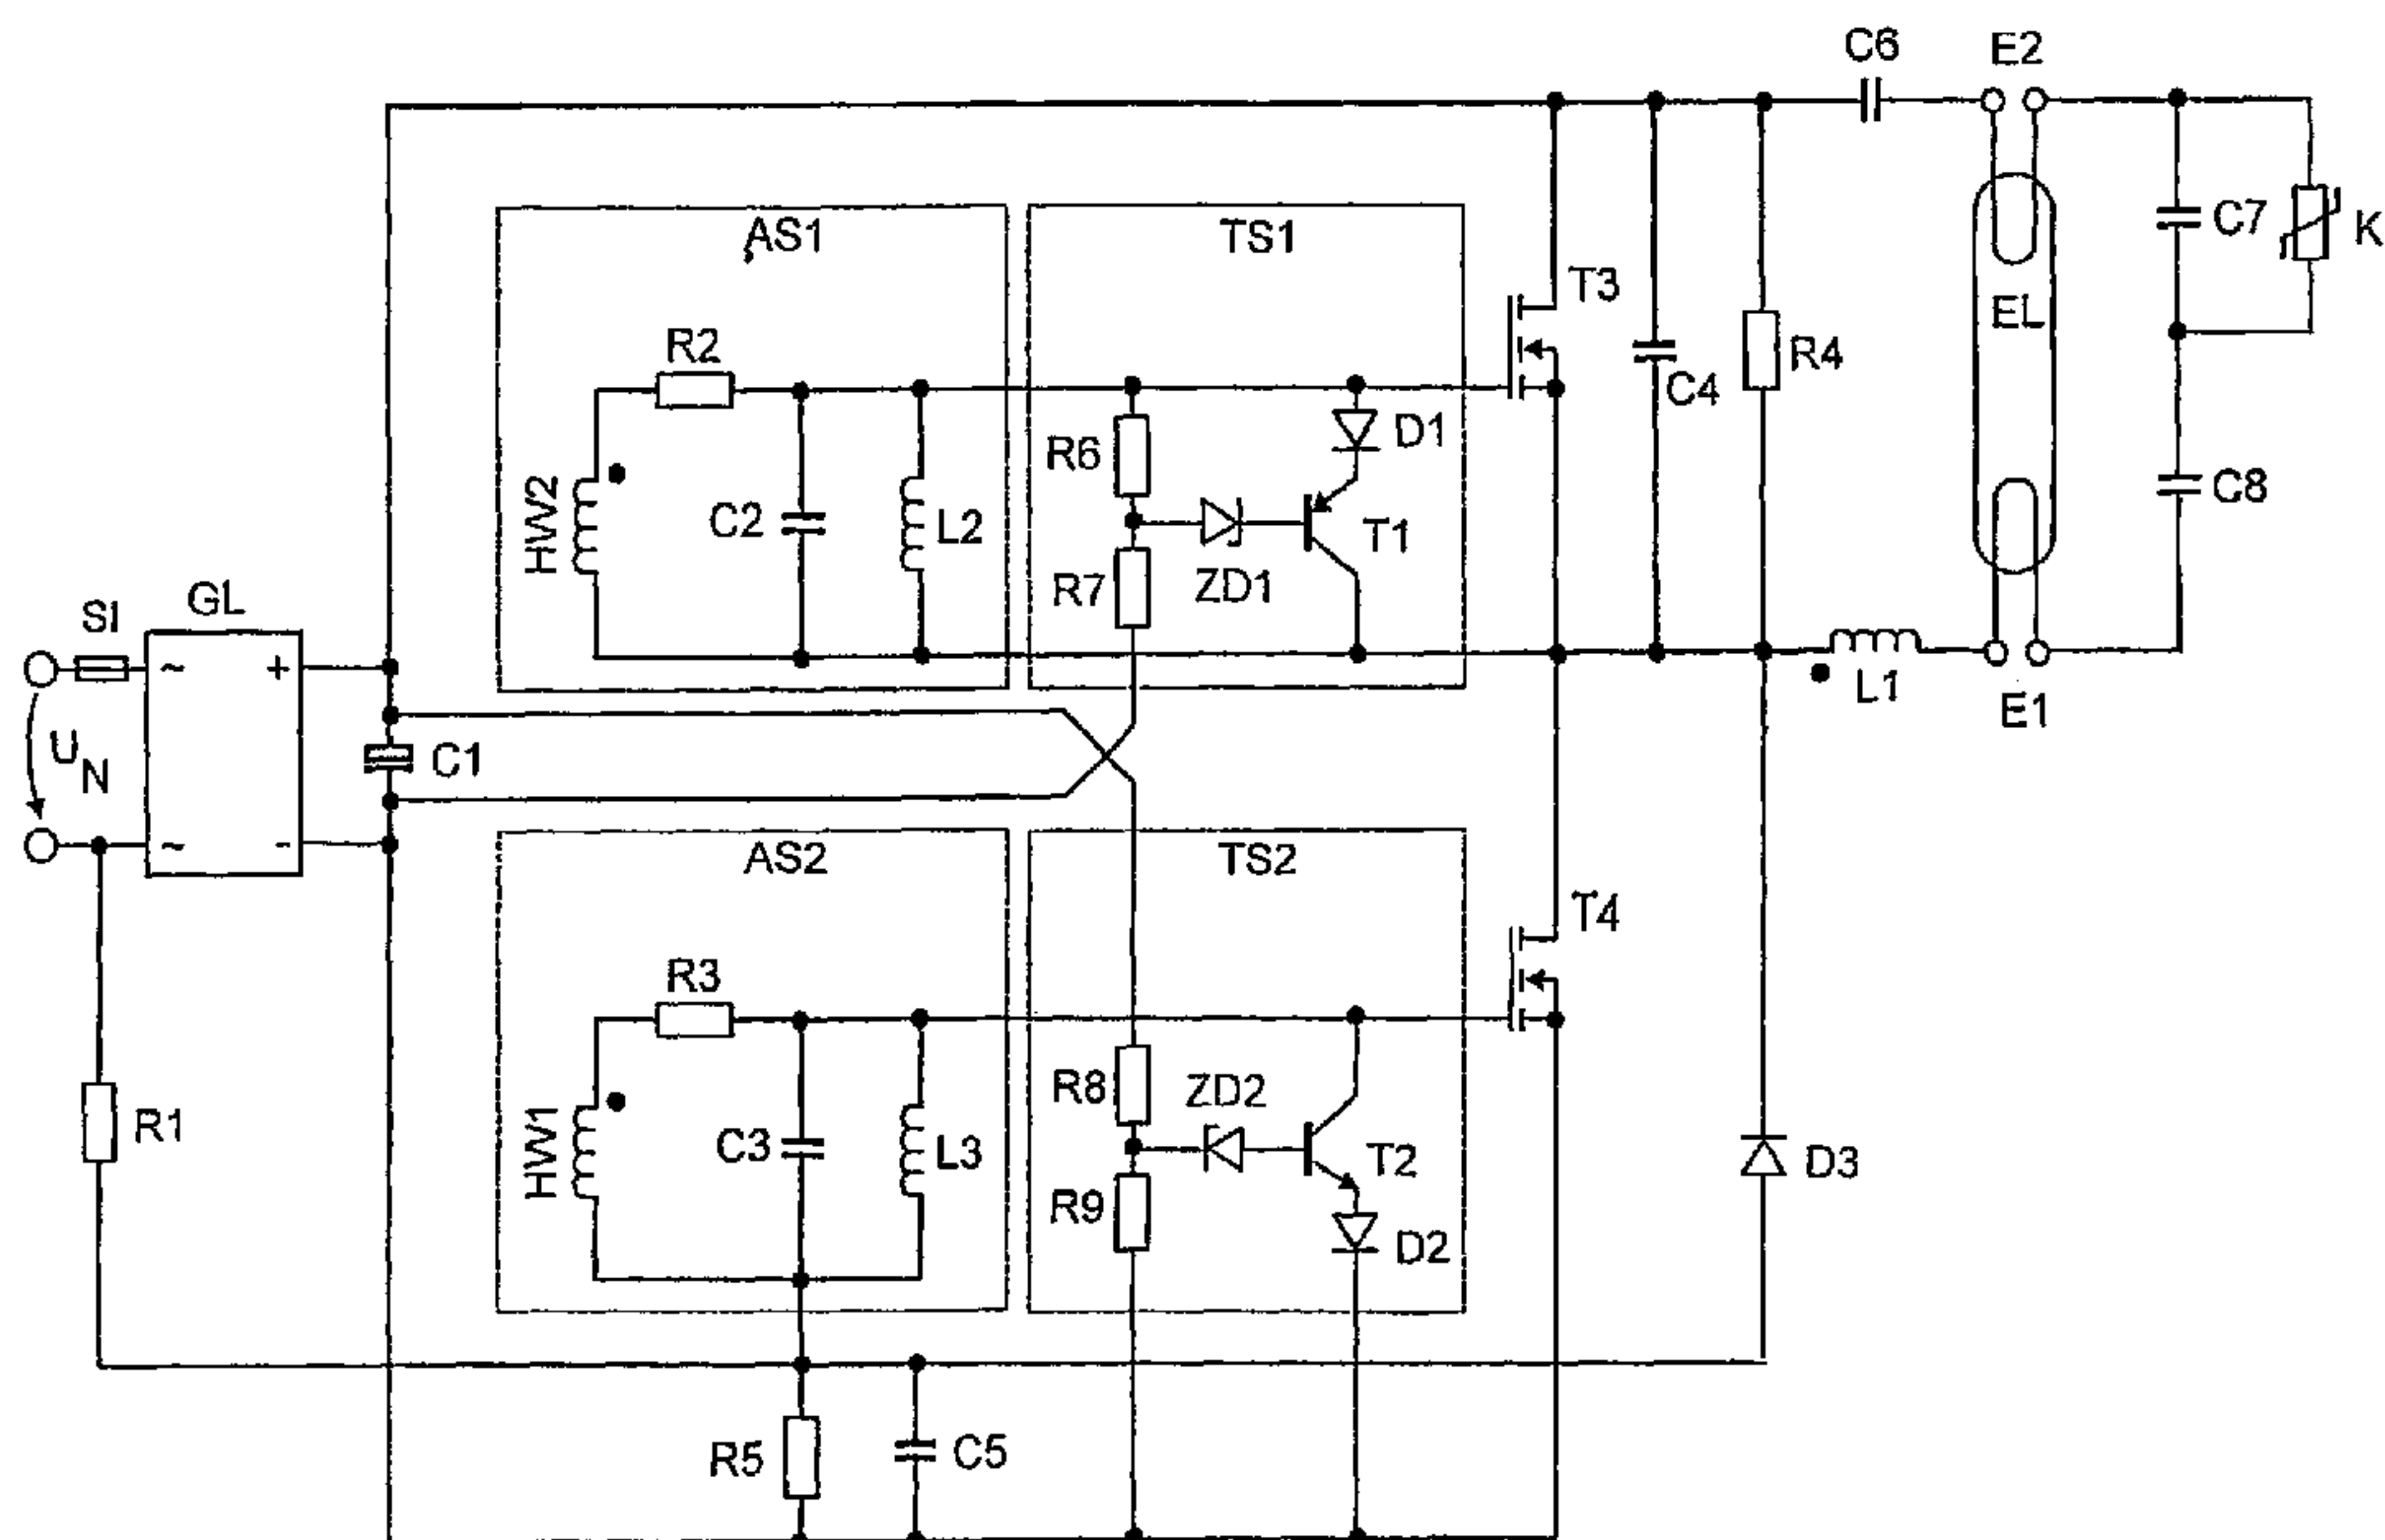 C6
E2
AS1
TS1
C7
K
T3
EL
R2
R4
C4
D1
R6
HW2
C2
L2
T1
C8
R7
ZD1
SI
GL
~
+
L1
E1
U
N
C1
~
-
AS2
TS2
T4
R3
R8
ZD2
R1
HW1
C3
L3
T2
D3
R9
D2
R5
C5